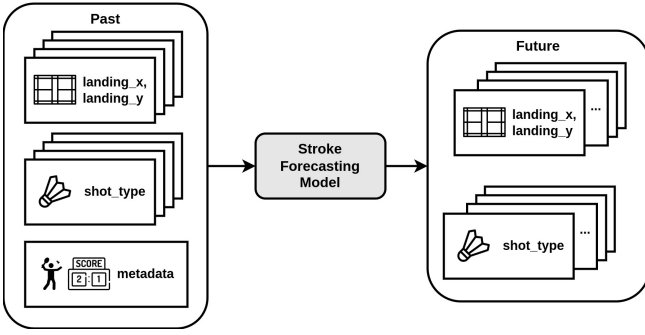 Past
landing_x,
landing_y
shot_type
SCORE
2:1
metadata
Stroke
Forecasting
Model
Future
landing_x,
landing_y
...
shot_type
...